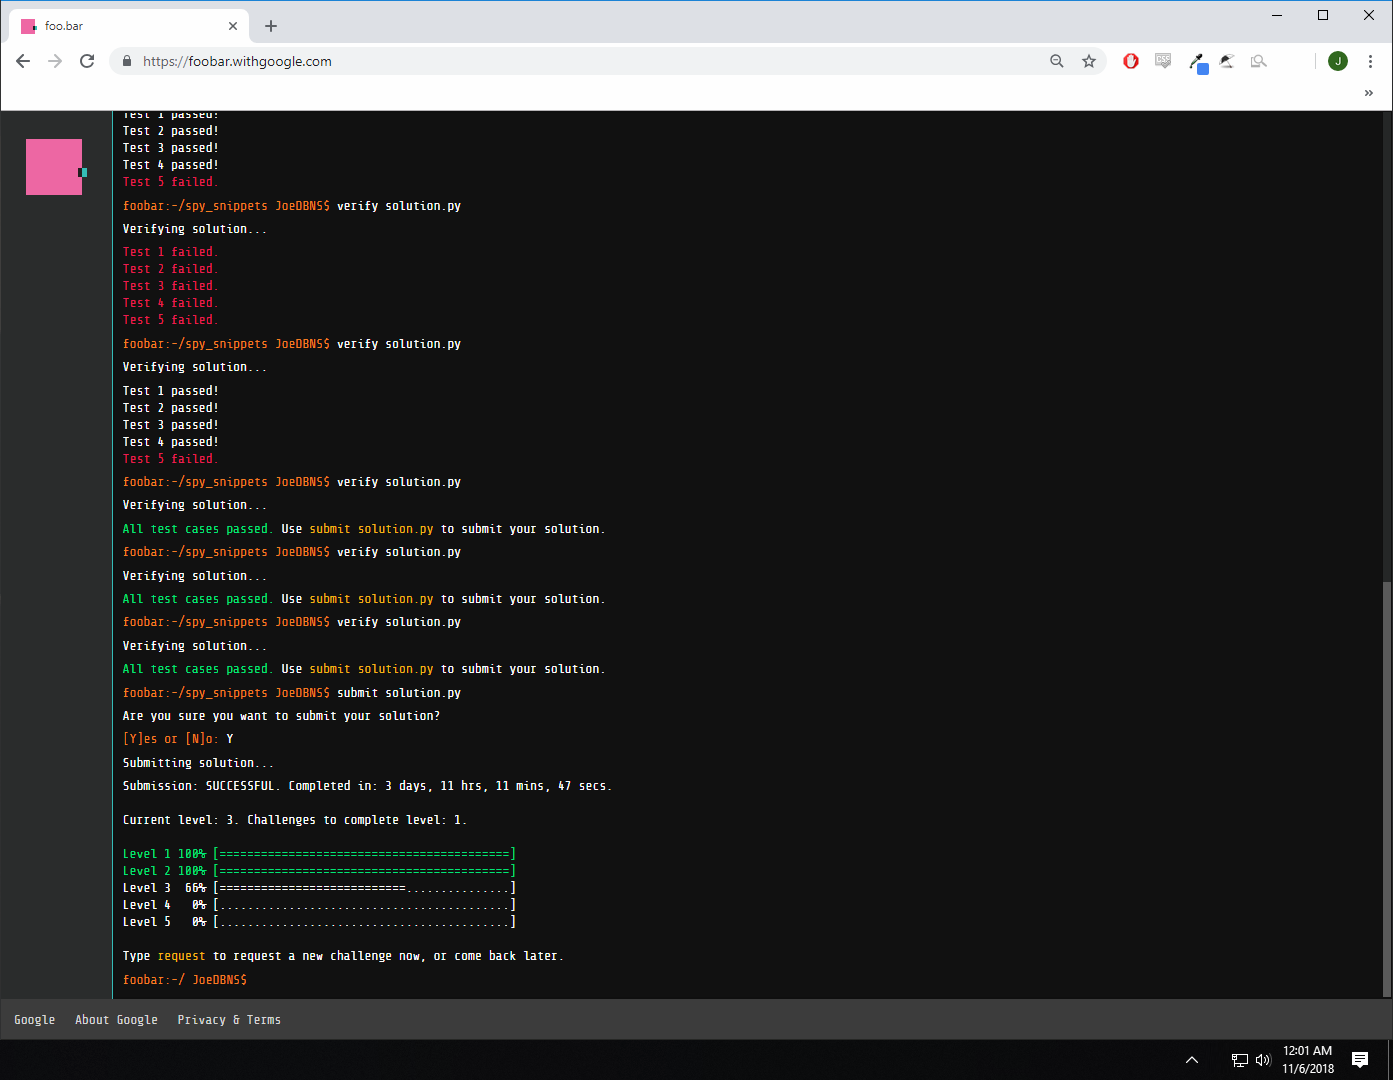 foo.bar
https://foobar.withgoogle.com
CSE
J
»
Test 1 passed!
Test 2 passed!
Test 3 passed!
Test 4 passed!
Test 5 failed.
foobar:~/spy_snippets JoeDBNS$ verify solution.py
Verifying solution...
Test 1 failed.
Test 2 failed.
Test 3 failed.
Test 4 failed.
Test 5 failed.
foobar:~/spy_snippets JoeDBNS$ verify solution.py
Verifying solution...
Test 1 passed!
Test 2 passed!
Test 3 passed!
Test 4 passed!
Test 5 failed.
foobar:~/spy_snippets JoeDBNS$ verify solution.py
Verifying solution...
All test cases passed. Use submit solution.py to submit your solution.
foobar:~/spy_snippets JoeDBNS$ verify solution.py
Verifying solution...
All test cases passed. Use submit solution.py to submit your solution.
foobar:~/spy_snippets JoeDBNS$ verify solution.py
Verifying solution...
All test cases passed. Use submit solution.py to submit your solution.
foobar:~/spy_snippets JoeDBNS$ submit solution.py
Are you sure you want to submit your solution?
[Y]es or [N]o: Y
Submitting solution...
Submission: SUCCESSFUL. Completed in: 3 days, 11 hrs, 11 mins, 47 secs.
Current level: 3. Challenges to complete level: 1.
Level 1 100% [==========================================]
Level 2 100% [==========================================]
Level 3  66% [===========================...............]
Level 4   0% [..........................................]
Level 5   0% [..........................................]
Type request to request a new challenge now, or come back later.
foobar:~/ JoeDBNS$
Google About Google Privacy & Terms
12:01 AM
11/6/2018